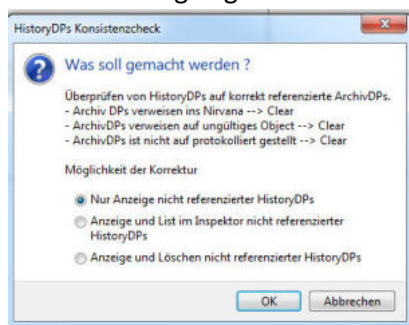 HistoryDPs Konsistenzcheck
Was soll gemacht werden ?
Überprüfen von HistoryDPs auf korrekt referenzierte ArchivDPs.
- Archiv DPs verweisen ins Nirvana --> Clear
- ArchivDPs verweisen auf ungültiges Object --> Clear
- ArchivDPs ist nicht auf protokolliert gestellt --> Clear
Möglichkeit der Korrektur
Nur Anzeige nicht referenzierter HistoryDPs
Anzeige und List im Inspektor nicht referenzierter
HistoryDPs
Anzeige und Löschen nicht referenzierter HistoryDPs
OK Abbrechen